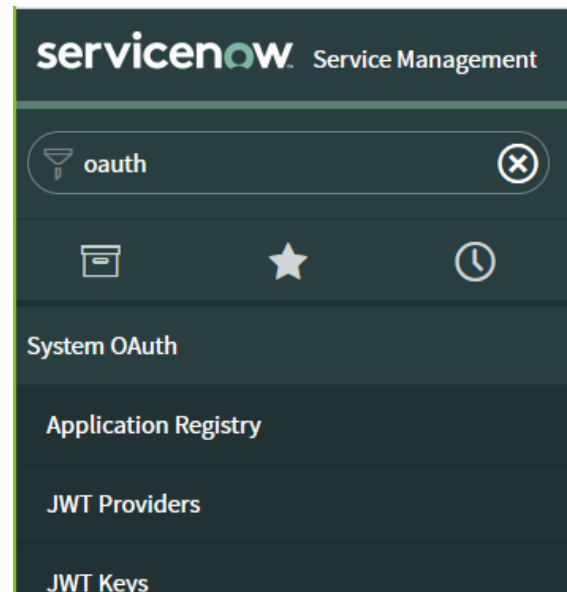 servicenow. Service Management
oauth
System OAuth
Application Registry
JWT Providers
JWT Keys